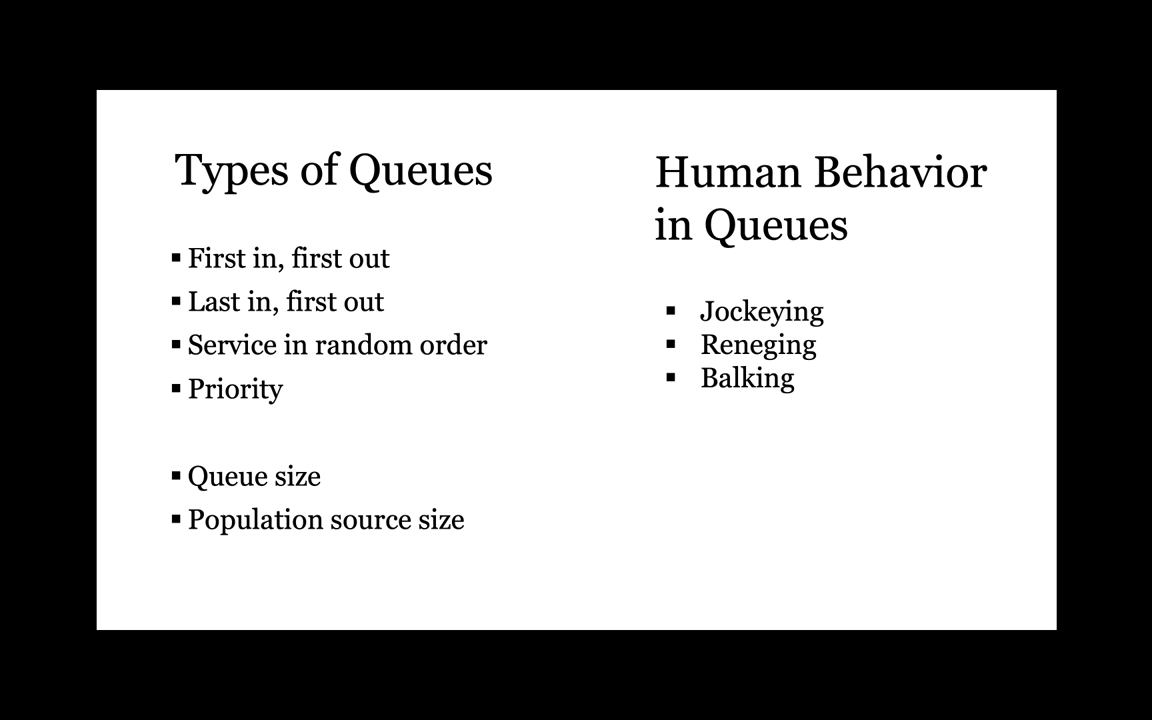 Types of Queues
▪ First in, first out
▪ Last in, first out
▪ Service in random order
▪ Priority
▪ Queue size
▪ Population source size
Human Behavior
in Queues
▪ Jockeying
▪ Reneging
▪ Balking